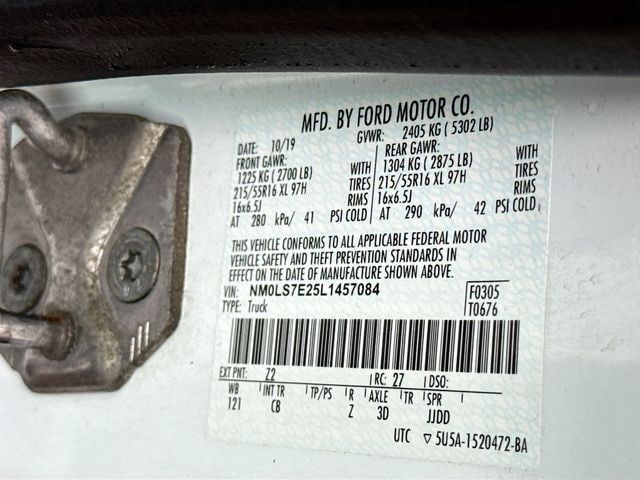 MFD. BY FORD MOTOR CO.
DATE: 10/19 GVWR: 2405 KG ( 5302 LB)
FRONT GAWR: REAR GAWR:
1225 KG ( 2700 LB) WITH 1304 KG ( 2875 LB) WITH
215/55R16 XL 97H TIRES 215/55R16 XL 97H TIRES
16x6.5J RIMS 16x6.5J RIMS
AT 280 kPa/ 41 PSI COLD AT 290 kPa/ 42 PSI COLD
THIS VEHICLE CONFORMS TO ALL APPLICABLE FEDERAL MOTOR
VEHICLE SAFETY AND THEFT PREVENTION STANDARDS IN
EFFECT ON THE DATE OF MANUFACTURE SHOWN ABOVE.
VIN: NM0LS7E25L1457084 F0305
TYPE: Truck T0676
EXT PNT: Z2 RC: 27 DSO:
WB INT TR TP/PS R AXLE TR SPR
121 CB Z 3D JJDD
UTC ▽5U5A-1520472-BA